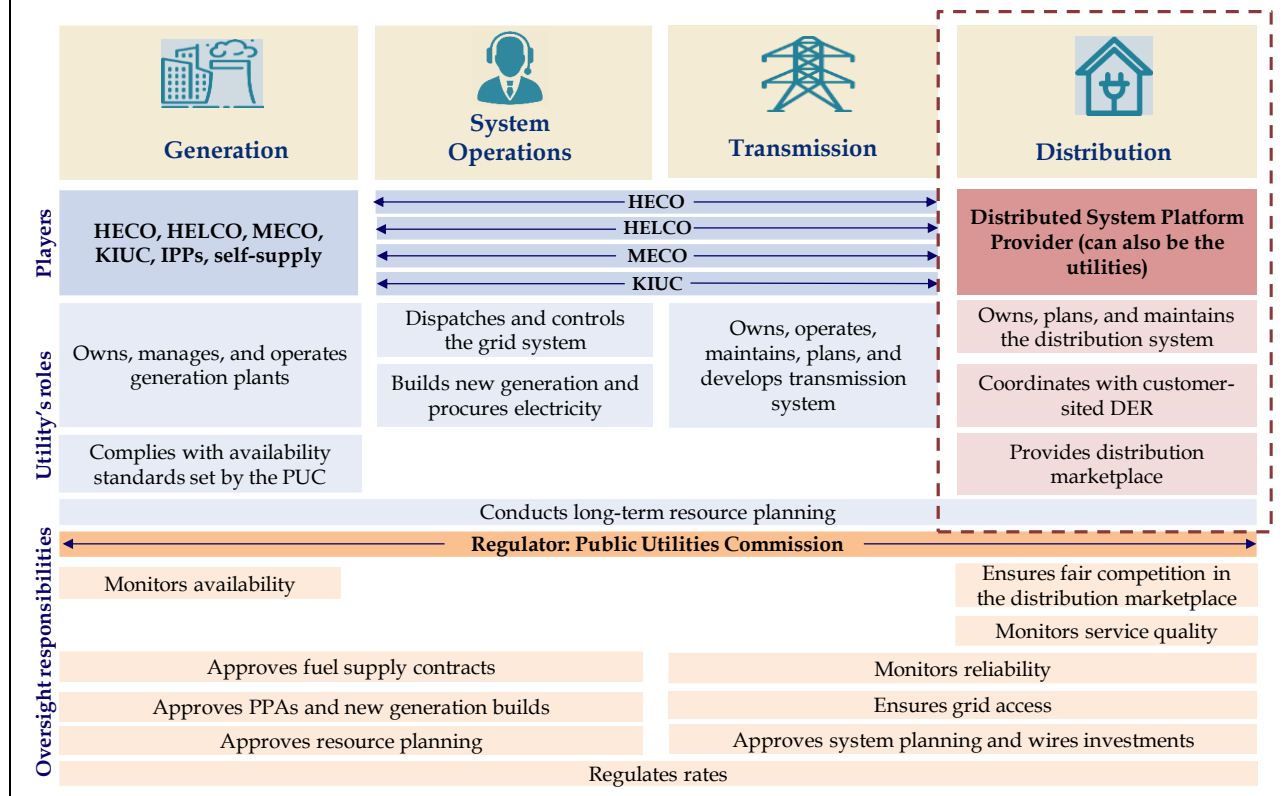 Generation
System
Operations
Transmission
Distribution
Players
HECO, HELCO, MECO,
KIUC, IPPs, self-supply
HECO
HELCO
MECO
KIUC
Distributed System Platform
Provider (can also be the
utilities)
Utility's roles
Owns, manages, and operates
generation plants
Complies with availability
standards set by the PUC
Dispatches and controls
the grid system
Builds new generation and
procures electricity
Owns, operates,
maintains, plans, and
develops transmission
system
Owns, plans, and maintains
the distribution system
Coordinates with customer-
sited DER
Provides distribution
marketplace
Conducts long-term resource planning
Oversight responsibilities
Regulator: Public Utilities Commission
Monitors availability
Ensures fair competition in
the distribution marketplace
Monitors service quality
Approves fuel supply contracts
Monitors reliability
Approves PPAs and new generation builds
Ensures grid access
Approves resource planning
Approves system planning and wires investments
Regulates rates